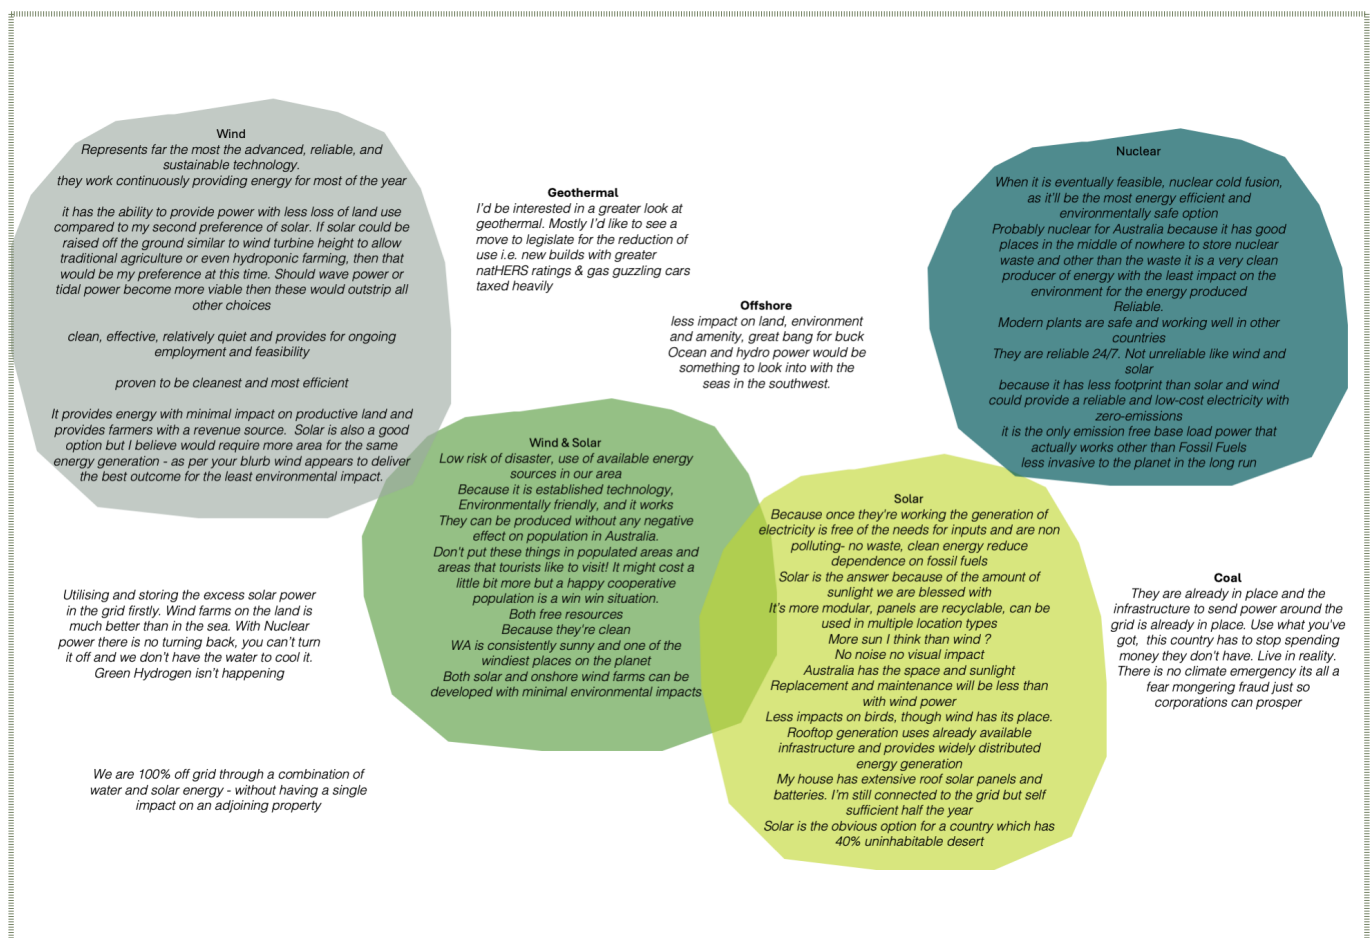 Wind
Represents far the most the advanced, reliable, and
sustainable technology.
they work continuously providing energy for most of the year
it has the ability to provide power with less loss of land use
compared to my second preference of solar. If solar could be
raised off the ground similar to wind turbine height to allow
traditional agriculture or even hydroponic farming, then that
would be my preference at this time. Should wave power or
tidal power become more viable then these would outstrip all
other choices
clean, effective, relatively quiet and provides for ongoing
employment and feasibility
proven to be cleanest and most efficient
It provides energy with minimal impact on productive land and
provides farmers with a revenue source.  Solar is also a good
option but I believe would require more area for the same
energy generation - as per your blurb wind appears to deliver
the best outcome for the least environmental impact.
Geothermal
I'd be interested in a greater look at
geothermal. Mostly I'd like to see a
move to legislate for the reduction of
use i.e. new builds with greater
natHERS ratings & gas guzzling cars
taxed heavily
Offshore
less impact on land, environment
and amenity, great bang for buck
Ocean and hydro power would be
something to look into with the
seas in the southwest.
Nuclear
When it is eventually feasible, nuclear cold fusion,
as it'll be the most energy efficient and
environmentally safe option
Probably nuclear for Australia because it has good
places in the middle of nowhere to store nuclear
waste and other than the waste it is a very clean
producer of energy with the least impact on the
environment for the energy produced
Reliable.
Modern plants are safe and working well in other
countries
They are reliable 24/7. Not unreliable like wind and
solar
because it has less footprint than solar and wind
could provide a reliable and low-cost electricity with
zero-emissions
it is the only emission free base load power that
actually works other than Fossil Fuels
less invasive to the planet in the long run
Wind & Solar
Low risk of disaster, use of available energy
sources in our area
Because it is established technology,
Environmentally friendly, and it works
They can be produced without any negative
effect on population in Australia.
Don't put these things in populated areas and
areas that tourists like to visit! It might cost a
little bit more but a happy cooperative
population is a win win situation.
Both free resources
Because they're clean
WA is consistently sunny and one of the
windiest places on the planet
Both solar and onshore wind farms can be
developed with minimal environmental impacts
Solar
Because once they're working the generation of
electricity is free of the needs for inputs and are non
polluting- no waste, clean energy reduce
dependence on fossil fuels
Solar is the answer because of the amount of
sunlight we are blessed with
It's more modular, panels are recyclable, can be
used in multiple location types
More sun I think than wind ?
No noise no visual impact
Australia has the space and sunlight
Replacement and maintenance will be less than
with wind power
Less impacts on birds, though wind has its place.
Rooftop generation uses already available
infrastructure and provides widely distributed
energy generation
My house has extensive roof solar panels and
batteries. I'm still connected to the grid but self
sufficient half the year
Solar is the obvious option for a country which has
40% uninhabitable desert
Coal
They are already in place and the
infrastructure to send power around the
grid is already in place. Use what you've
got,  this country has to stop spending
money they don't have. Live in reality.
There is no climate emergency its all a
fear mongering fraud just so
corporations can prosper
Utilising and storing the excess solar power
in the grid firstly. Wind farms on the land is
much better than in the sea. With Nuclear
power there is no turning back, you can't turn
it off and we don't have the water to cool it.
Green Hydrogen isn't happening
We are 100% off grid through a combination of
water and solar energy - without having a single
impact on an adjoining property